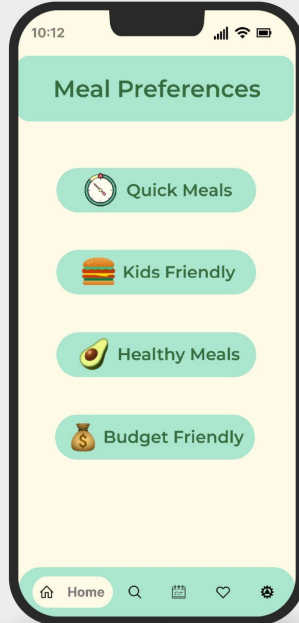 10:12
Meal Preferences
Quick Meals
Kids Friendly
Healthy Meals
$
Budget Friendly
Home